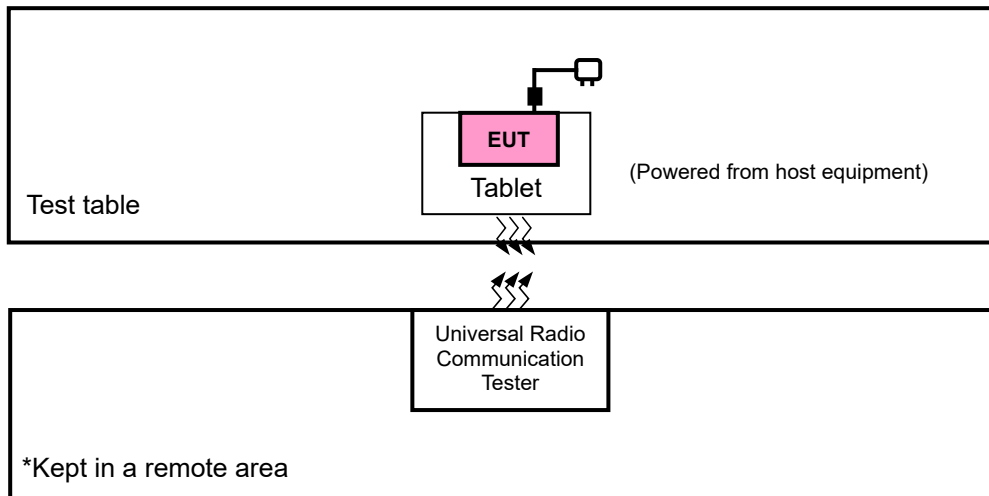 EUT
Tablet
(Powered from host equipment)
Test table
Universal Radio
Communication
Tester
*Kept in a remote area